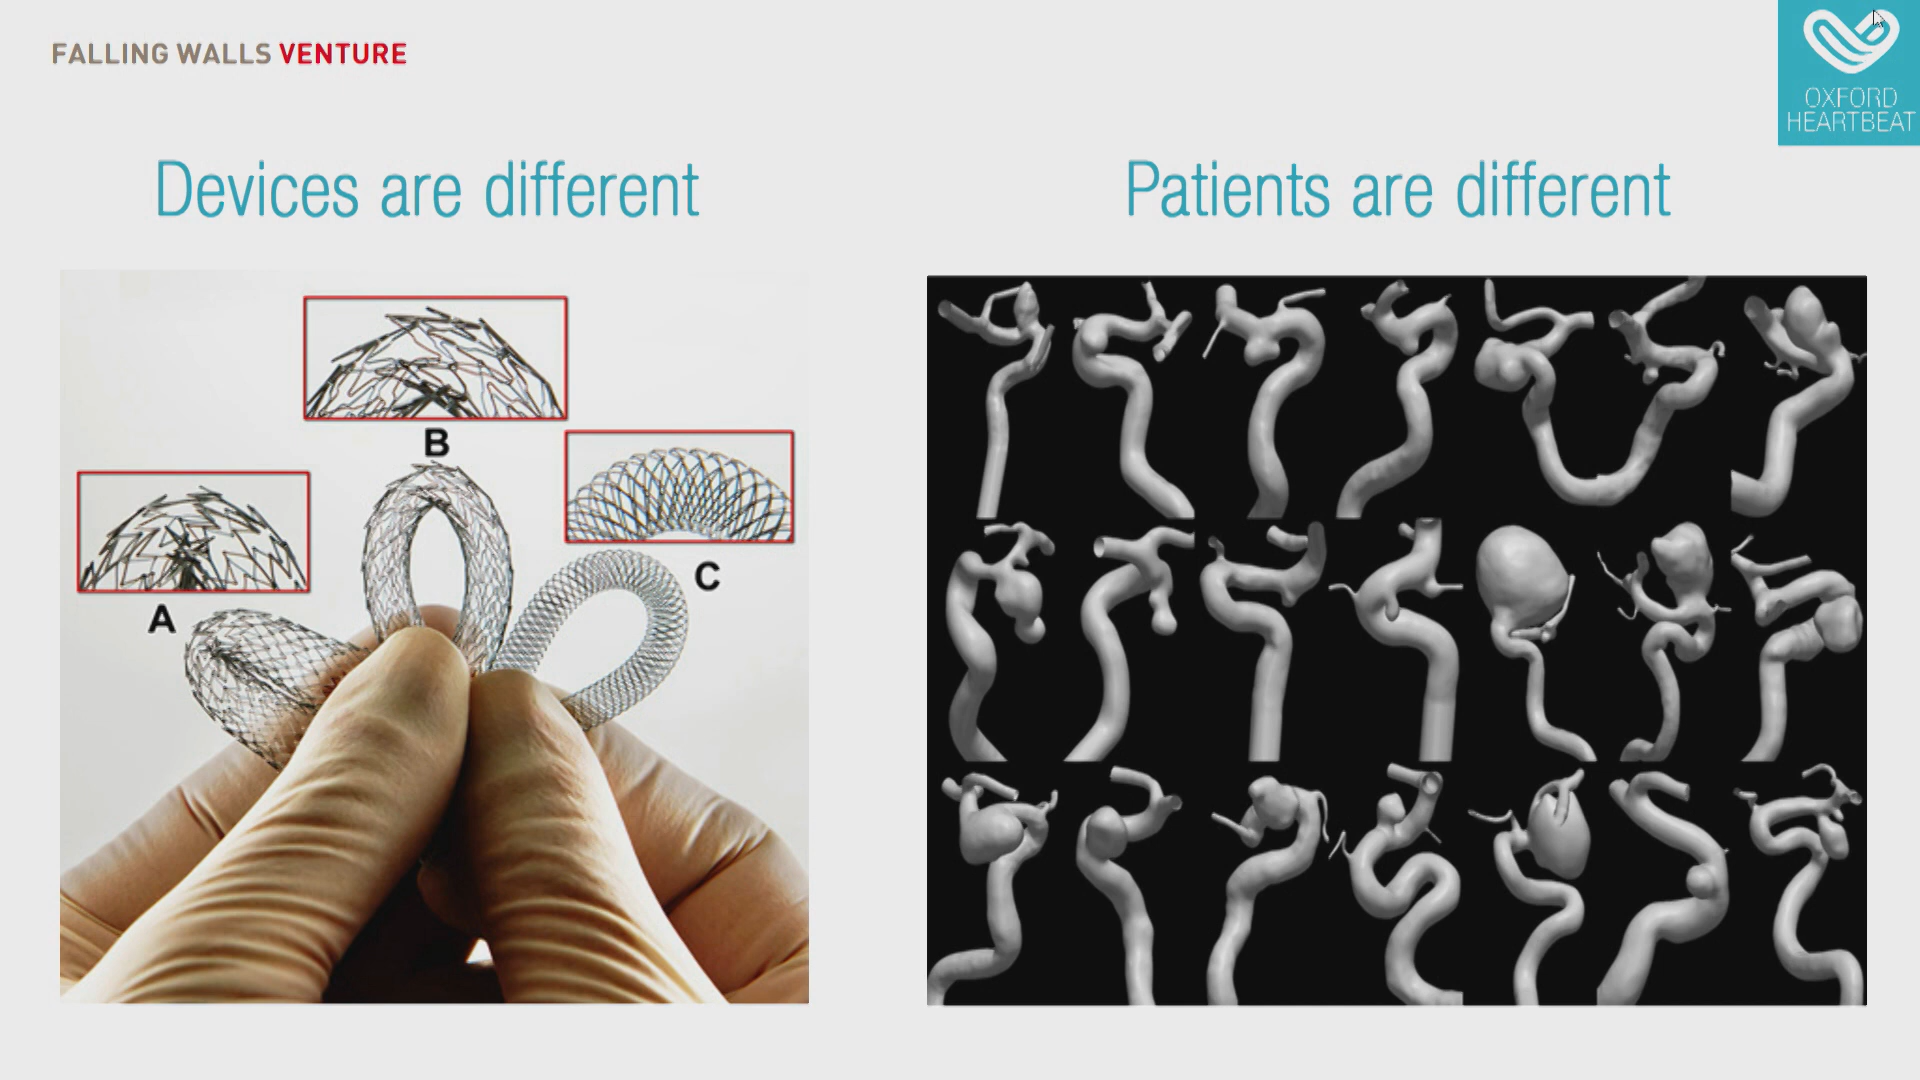 FALLING WALLS VENTURE
OXFORD
HEARTBEAT
Devices are different
Patients are different
B
C
A